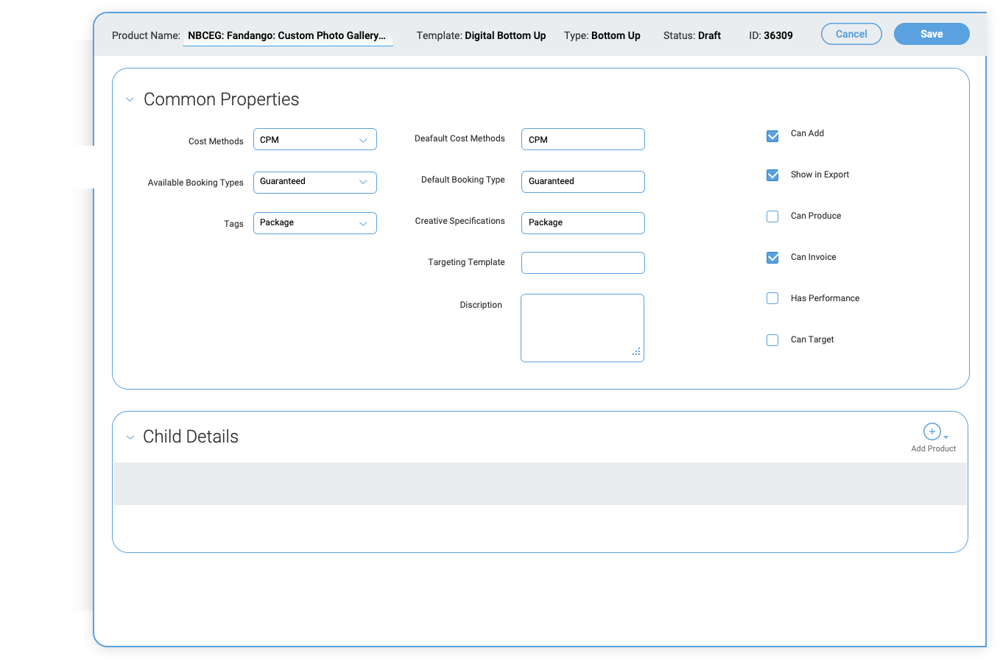 Product Name: NBCEG: Fandango: Custom Photo Gallery... Template: Digital Bottom Up Type: Bottom Up Status: Draft ID: 36309 Cancel Save
Common Properties
Cost Methods CPM Deafault Cost Methods CPM Can Add
Available Booking Types Guaranteed Default Booking Type Guaranteed Show in Export
Tags Package Creative Specifications Package Can Produce
Targeting Template Can Invoice
Discription Has Performance
Can Target
Child Details
Add Product